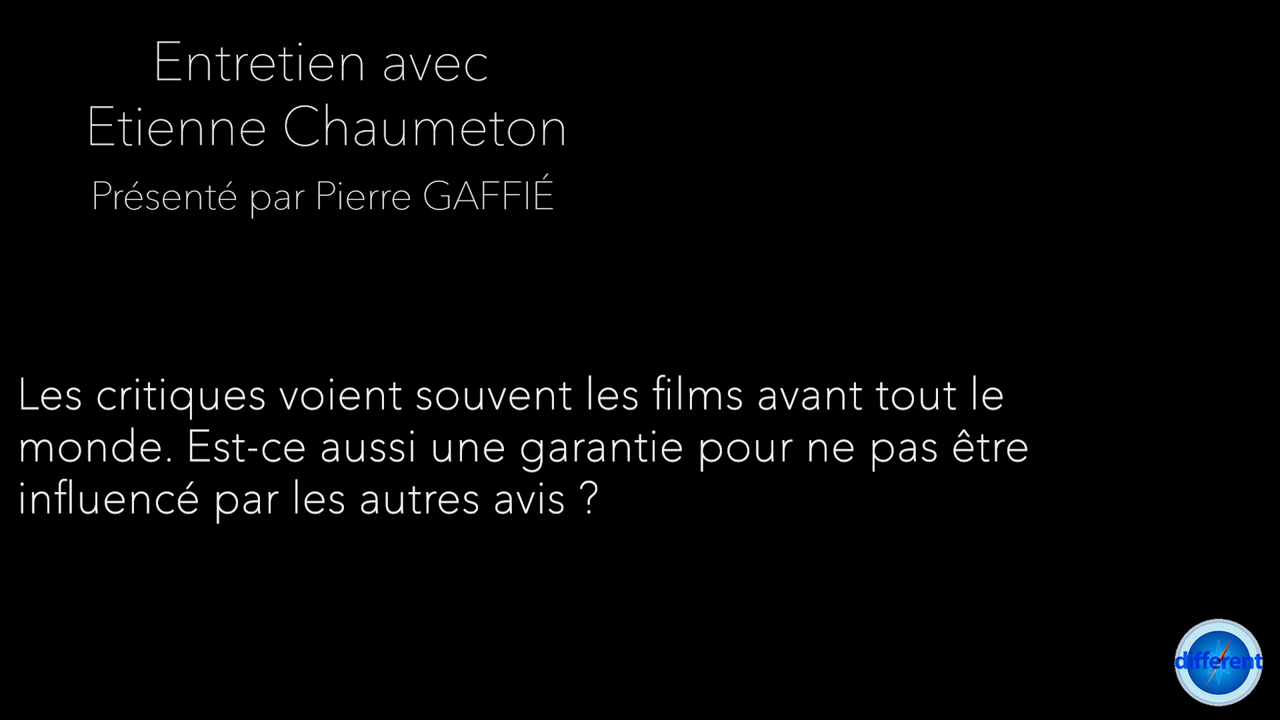 Entretien avec
Etienne Chaumeton
Présenté par Pierre GAFFIÉ
Les critiques voient souvent les films avant tout le
monde. Est-ce aussi une garantie pour ne pas être
influencé par les autres avis ?
différent